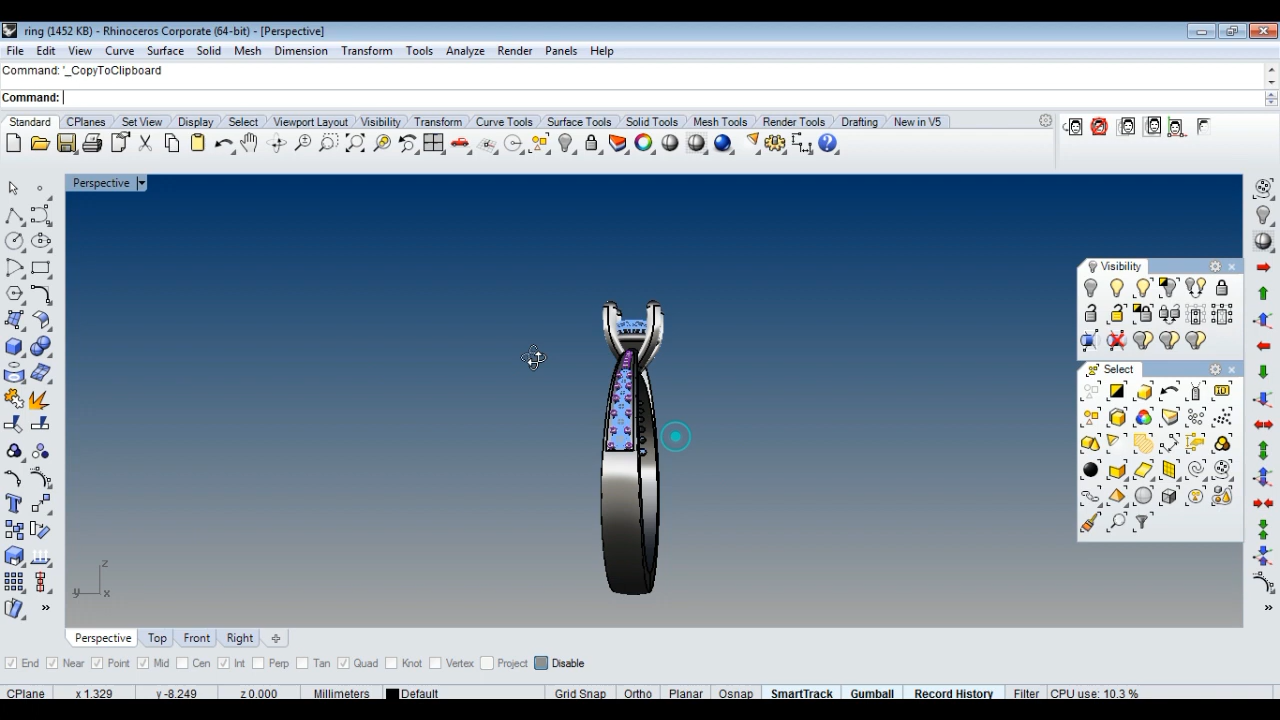 ring (1452 KB) - Rhinoceros Corporate (64-bit) - [Perspective]
File Edit View Curve Surface Solid Mesh Dimension Transform Tools Analyze Render Panels Help
Command: '_CopyToClipboard
Command:
Standard CPlanes Set View Display Select Viewport Layout Visibility Transform Curve Tools Surface Tools Solid Tools Mesh Tools Render Tools Drafting New in V5
Perspective
Visibility
Select
z
y x
Perspective Top Front Right
End Near Point Mid Cen Int Perp Tan Quad Knot Vertex Project Disable
CPlane x 1.329 y -8.249 z 0.000 Millimeters Default Grid Snap Ortho Planar Osnap SmartTrack Gumball Record History Filter CPU use: 10.3 %